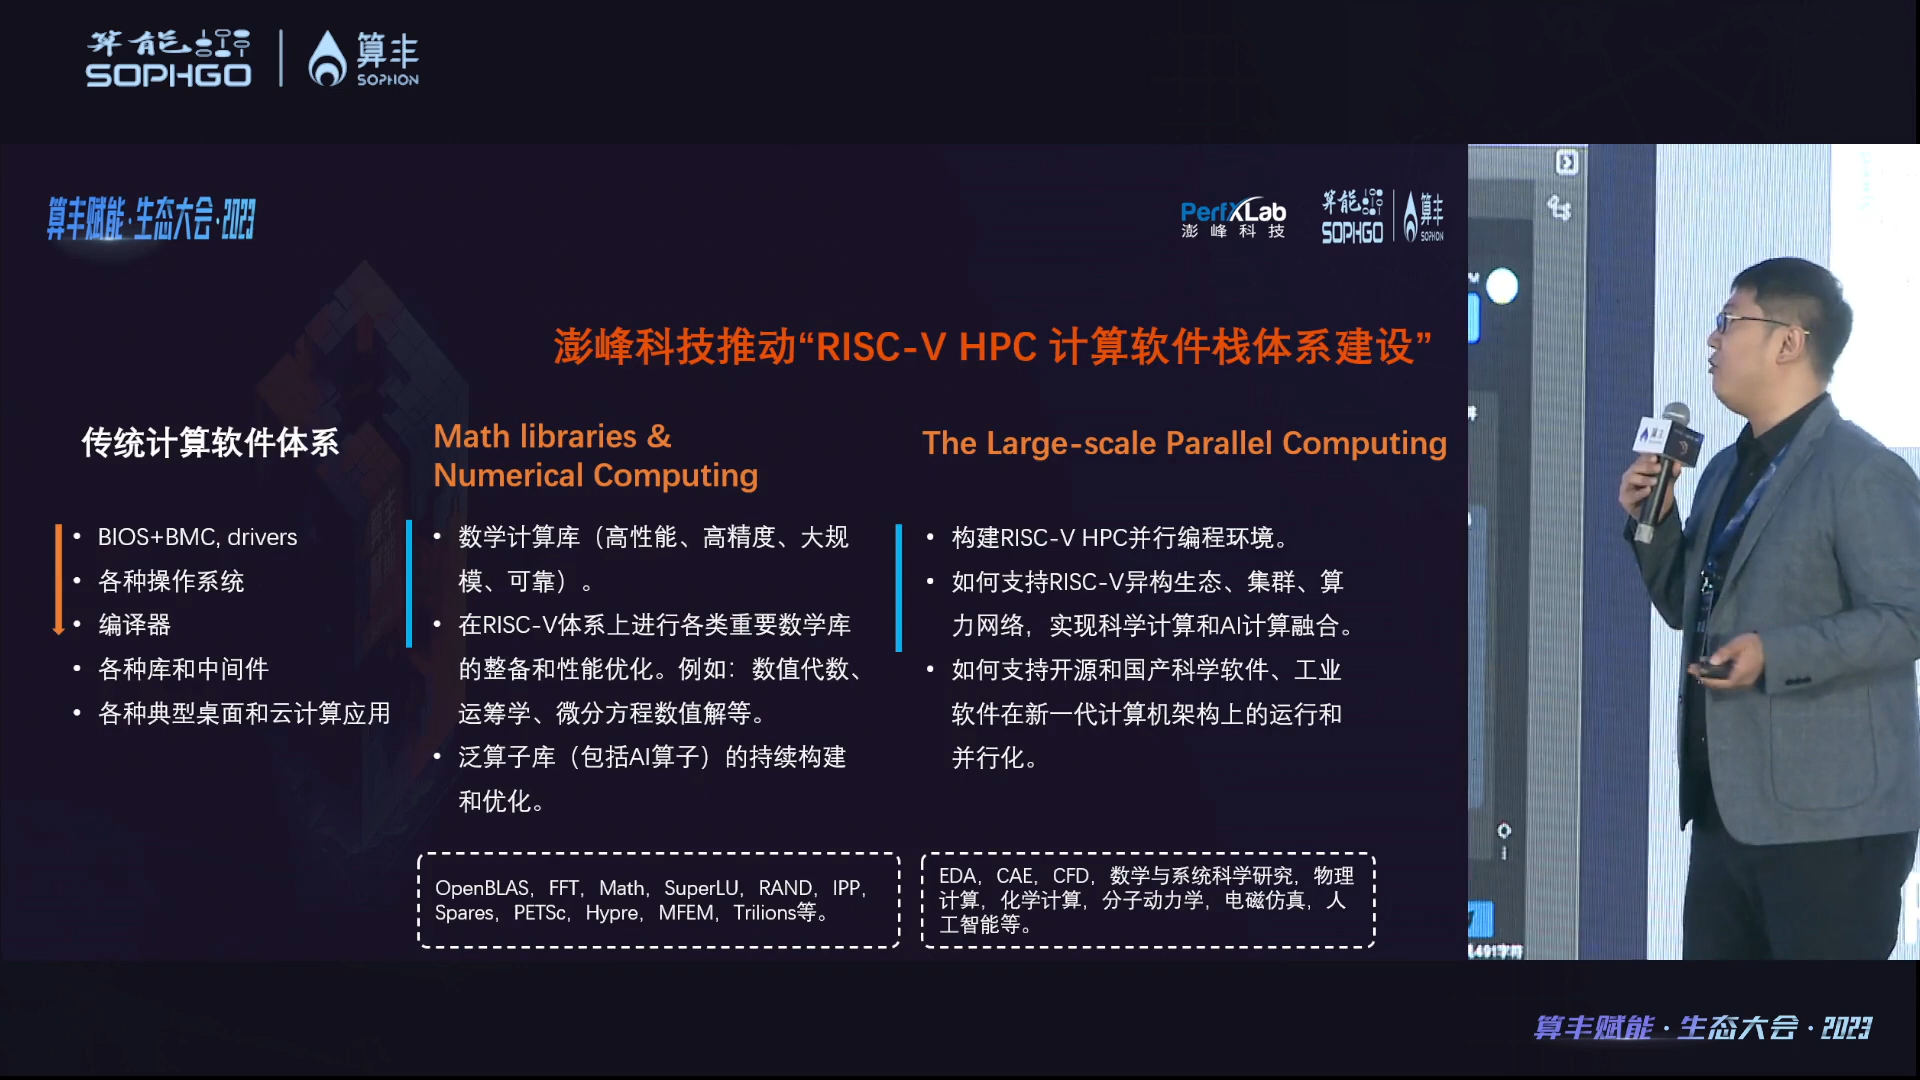 算能
SOPHGO
算丰
SOPHON
算丰赋能·生态大会·2023
PerfXLab
澎峰科技
算能
SOPHGO
算丰
SOPHON
澎峰科技推动“RISC-V HPC 计算软件栈体系建设”
传统计算软件体系
• BIOS+BMC, drivers
• 各种操作系统
• 编译器
• 各种库和中间件
• 各种典型桌面和云计算应用
Math libraries &
Numerical Computing
• 数学计算库（高性能、高精度、大规
模、可靠）。
• 在RISC-V体系上进行各类重要数学库
的整备和性能优化。例如：数值代数、
运筹学、微分方程数值解等。
• 泛算子库（包括AI算子）的持续构建
和优化。
OpenBLAS，FFT，Math，SuperLU，RAND，IPP，
Spares，PETSc，Hypre，MFEM，Trilions等。
The Large-scale Parallel Computing
• 构建RISC-V HPC并行编程环境。
• 如何支持RISC-V异构生态、集群、算
力网络，实现科学计算和AI计算融合。
• 如何支持开源和国产科学软件、工业
软件在新一代计算机架构上的运行和
并行化。
EDA，CAE，CFD，数学与系统科学研究，物理
计算，化学计算，分子动力学，电磁仿真，人
工智能等。
算丰
算丰赋能·生态大会·2023